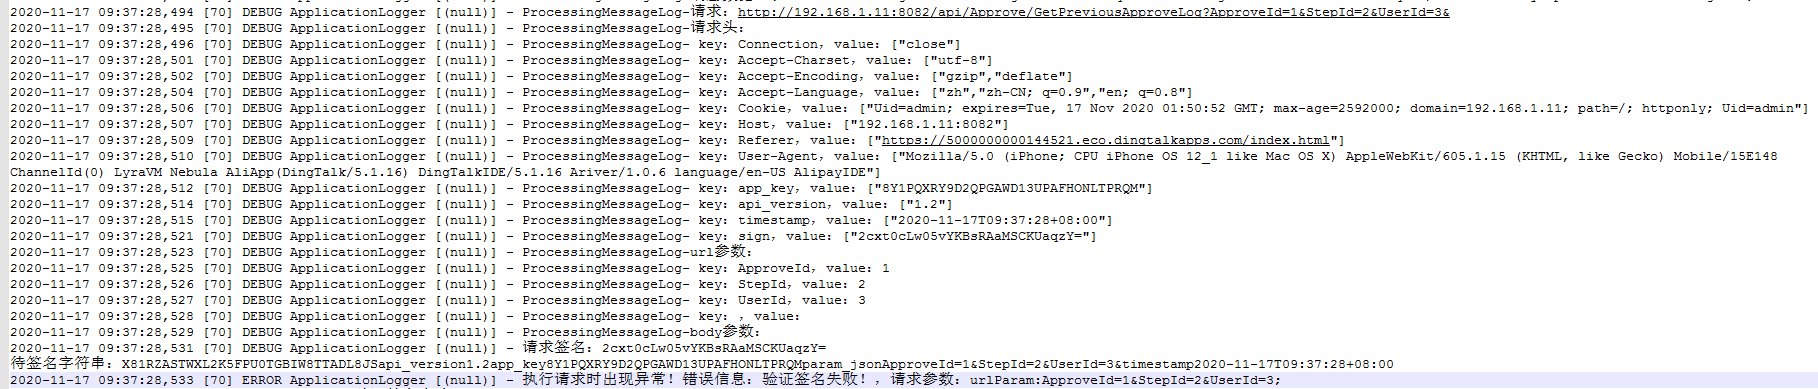 2020-11-17 09:37:28,494 [70] DEBUG ApplicationLogger [(null)] - ProcessingMessageLog-请求：http://192.168.1.11:8082/api/Approve/GetPreviousApproveLog?ApproveId=1&StepId=2&UserId=3&
2020-11-17 09:37:28,495 [70] DEBUG ApplicationLogger [(null)] - ProcessingMessageLog-请求头：
2020-11-17 09:37:28,496 [70] DEBUG ApplicationLogger [(null)] - ProcessingMessageLog- key：Connection，value：["close"]
2020-11-17 09:37:28,501 [70] DEBUG ApplicationLogger [(null)] - ProcessingMessageLog- key：Accept-Charset，value：["utf-8"]
2020-11-17 09:37:28,502 [70] DEBUG ApplicationLogger [(null)] - ProcessingMessageLog- key：Accept-Encoding，value：["gzip","deflate"]
2020-11-17 09:37:28,504 [70] DEBUG ApplicationLogger [(null)] - ProcessingMessageLog- key：Accept-Language，value：["zh","zh-CN; q=0.9","en; q=0.8"]
2020-11-17 09:37:28,506 [70] DEBUG ApplicationLogger [(null)] - ProcessingMessageLog- key：Cookie，value：["Uid=admin; expires=Tue, 17 Nov 2020 01:50:52 GMT; max-age=2592000; domain=192.168.1.11; path=/; httponly; Uid=admin"]
2020-11-17 09:37:28,507 [70] DEBUG ApplicationLogger [(null)] - ProcessingMessageLog- key：Host，value：["192.168.1.11:8082"]
2020-11-17 09:37:28,509 [70] DEBUG ApplicationLogger [(null)] - ProcessingMessageLog- key：Referer，value：["https://5000000000144521.eco.dingtalkapps.com/index.html"]
2020-11-17 09:37:28,510 [70] DEBUG ApplicationLogger [(null)] - ProcessingMessageLog- key：User-Agent，value：["Mozilla/5.0 (iPhone; CPU iPhone OS 12_1 like Mac OS X) AppleWebKit/605.1.15 (KHTML, like Gecko) Mobile/15E148
ChannelId(0) LyraVM Nebula AliApp(DingTalk/5.1.16) DingTalkIDE/5.1.16 Ariver/1.0.6 language/en-US AlipayIDE"]
2020-11-17 09:37:28,512 [70] DEBUG ApplicationLogger [(null)] - ProcessingMessageLog- key：app_key，value：["8Y1PQXRY9D2QPGAWD13UPAFHONLTPRQM"]
2020-11-17 09:37:28,514 [70] DEBUG ApplicationLogger [(null)] - ProcessingMessageLog- key：api_version，value：["1.2"]
2020-11-17 09:37:28,515 [70] DEBUG ApplicationLogger [(null)] - ProcessingMessageLog- key：timestamp，value：["2020-11-17T09:37:28+08:00"]
2020-11-17 09:37:28,521 [70] DEBUG ApplicationLogger [(null)] - ProcessingMessageLog- key：sign，value：["2cxt0cLw05vYKBsRAaMSCKUaqzY="]
2020-11-17 09:37:28,523 [70] DEBUG ApplicationLogger [(null)] - ProcessingMessageLog-url参数：
2020-11-17 09:37:28,525 [70] DEBUG ApplicationLogger [(null)] - ProcessingMessageLog- key：ApproveId，value：1
2020-11-17 09:37:28,526 [70] DEBUG ApplicationLogger [(null)] - ProcessingMessageLog- key：StepId，value：2
2020-11-17 09:37:28,527 [70] DEBUG ApplicationLogger [(null)] - ProcessingMessageLog- key：UserId，value：3
2020-11-17 09:37:28,528 [70] DEBUG ApplicationLogger [(null)] - ProcessingMessageLog- key：，value：
2020-11-17 09:37:28,529 [70] DEBUG ApplicationLogger [(null)] - ProcessingMessageLog-body参数：
2020-11-17 09:37:28,531 [70] DEBUG ApplicationLogger [(null)] - 请求签名：2cxt0cLw05vYKBsRAaMSCKUaqzY=
待签名字符串：X81RZASTWXL2K5FPU0TGBIW8TTADL8JSapi_version1.2app_key8Y1PQXRY9D2QPGAWD13UPAFHONLTPRQMparam_jsonApproveId=1&StepId=2&UserId=3&timestamp2020-11-17T09:37:28+08:00
2020-11-17 09:37:28,533 [70] ERROR ApplicationLogger [(null)] - 执行请求时出现异常！错误信息：验证签名失败！，请求参数：urlParam:ApproveId=1&StepId=2&UserId=3;